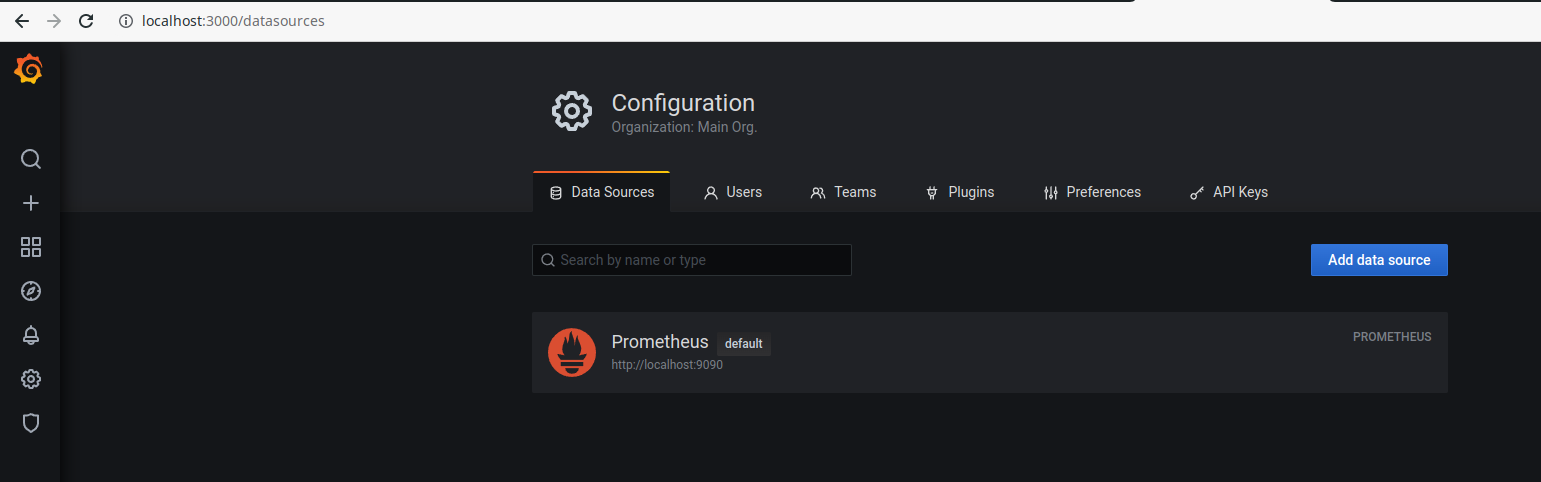 localhost:3000/datasources
Configuration
Organization: Main Org.
Data Sources Users Teams Plugins Preferences API Keys
Search by name or type Add data source
Prometheus default PROMETHEUS
http://localhost:9090